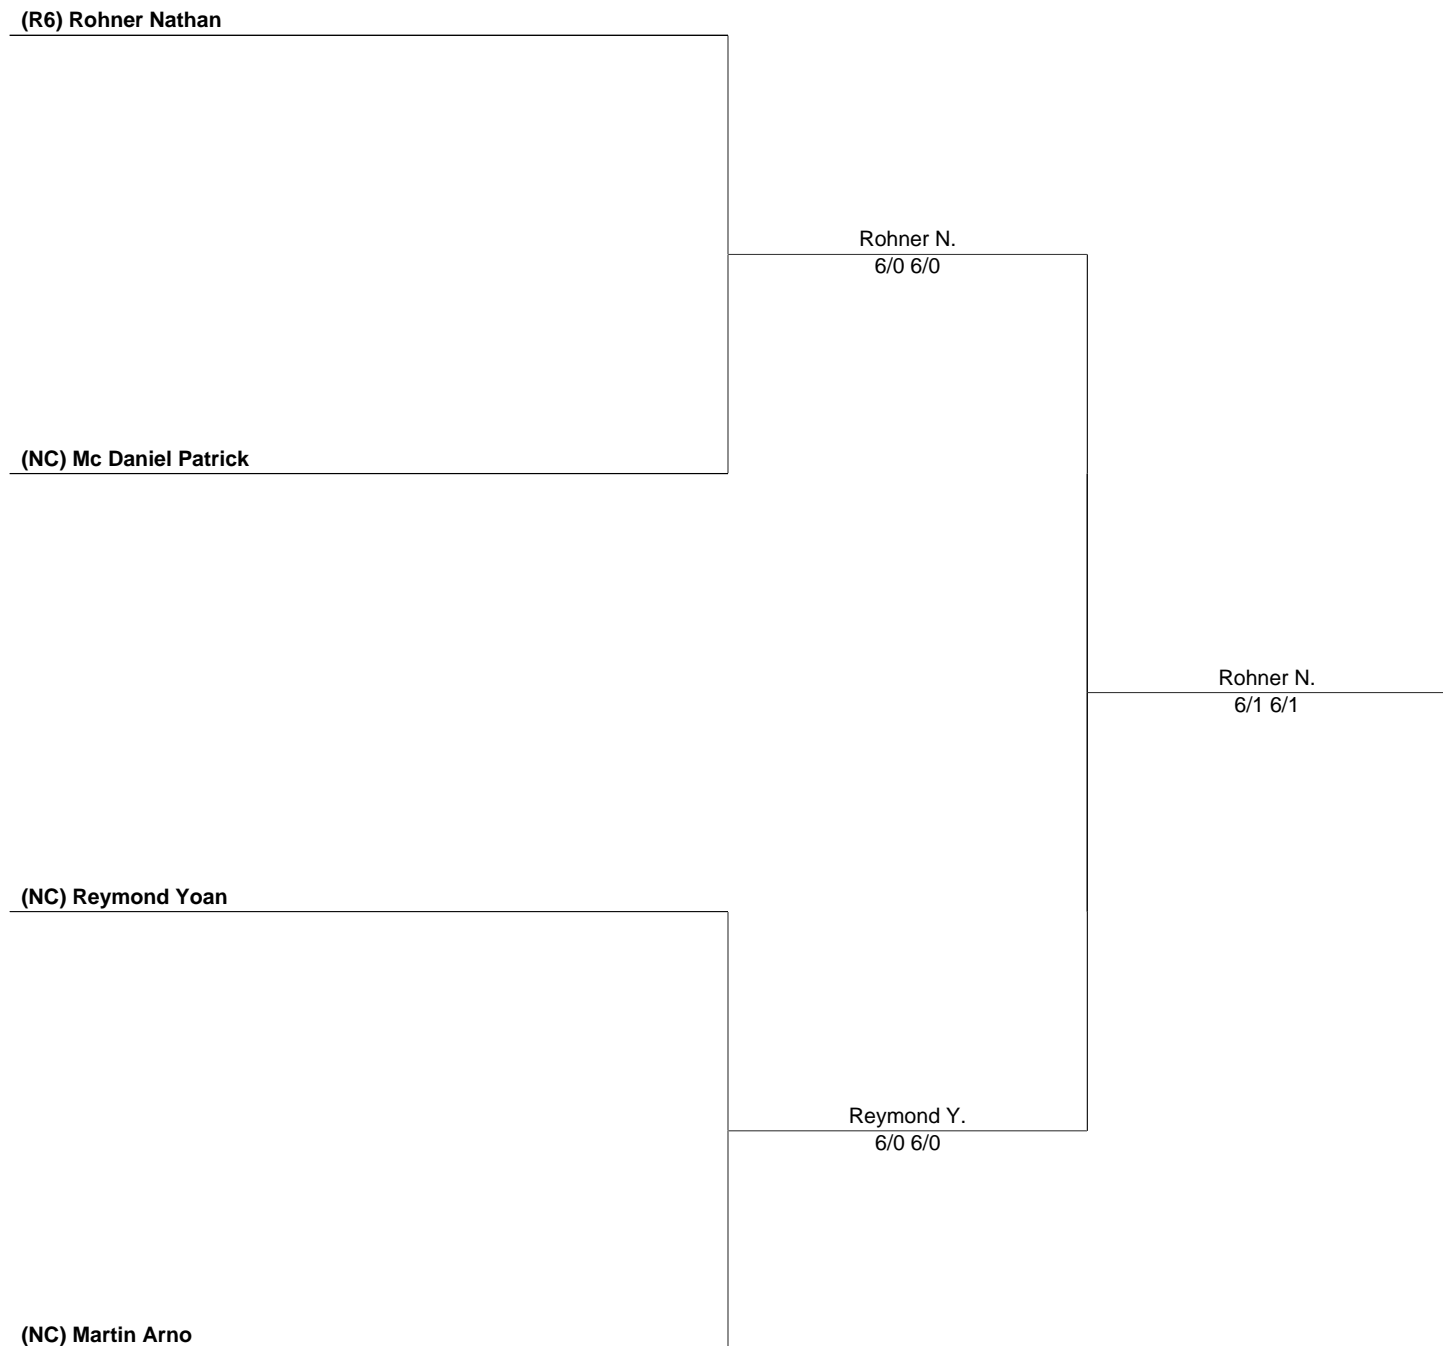 (R6) Rohner Nathan
Rohner N.
6/0 6/0
(NC) Mc Daniel Patrick
Rohner N.
6/1 6/1
(NC) Reymond Yoan
Reymond Y.
6/0 6/0
(NC) Martin Arno